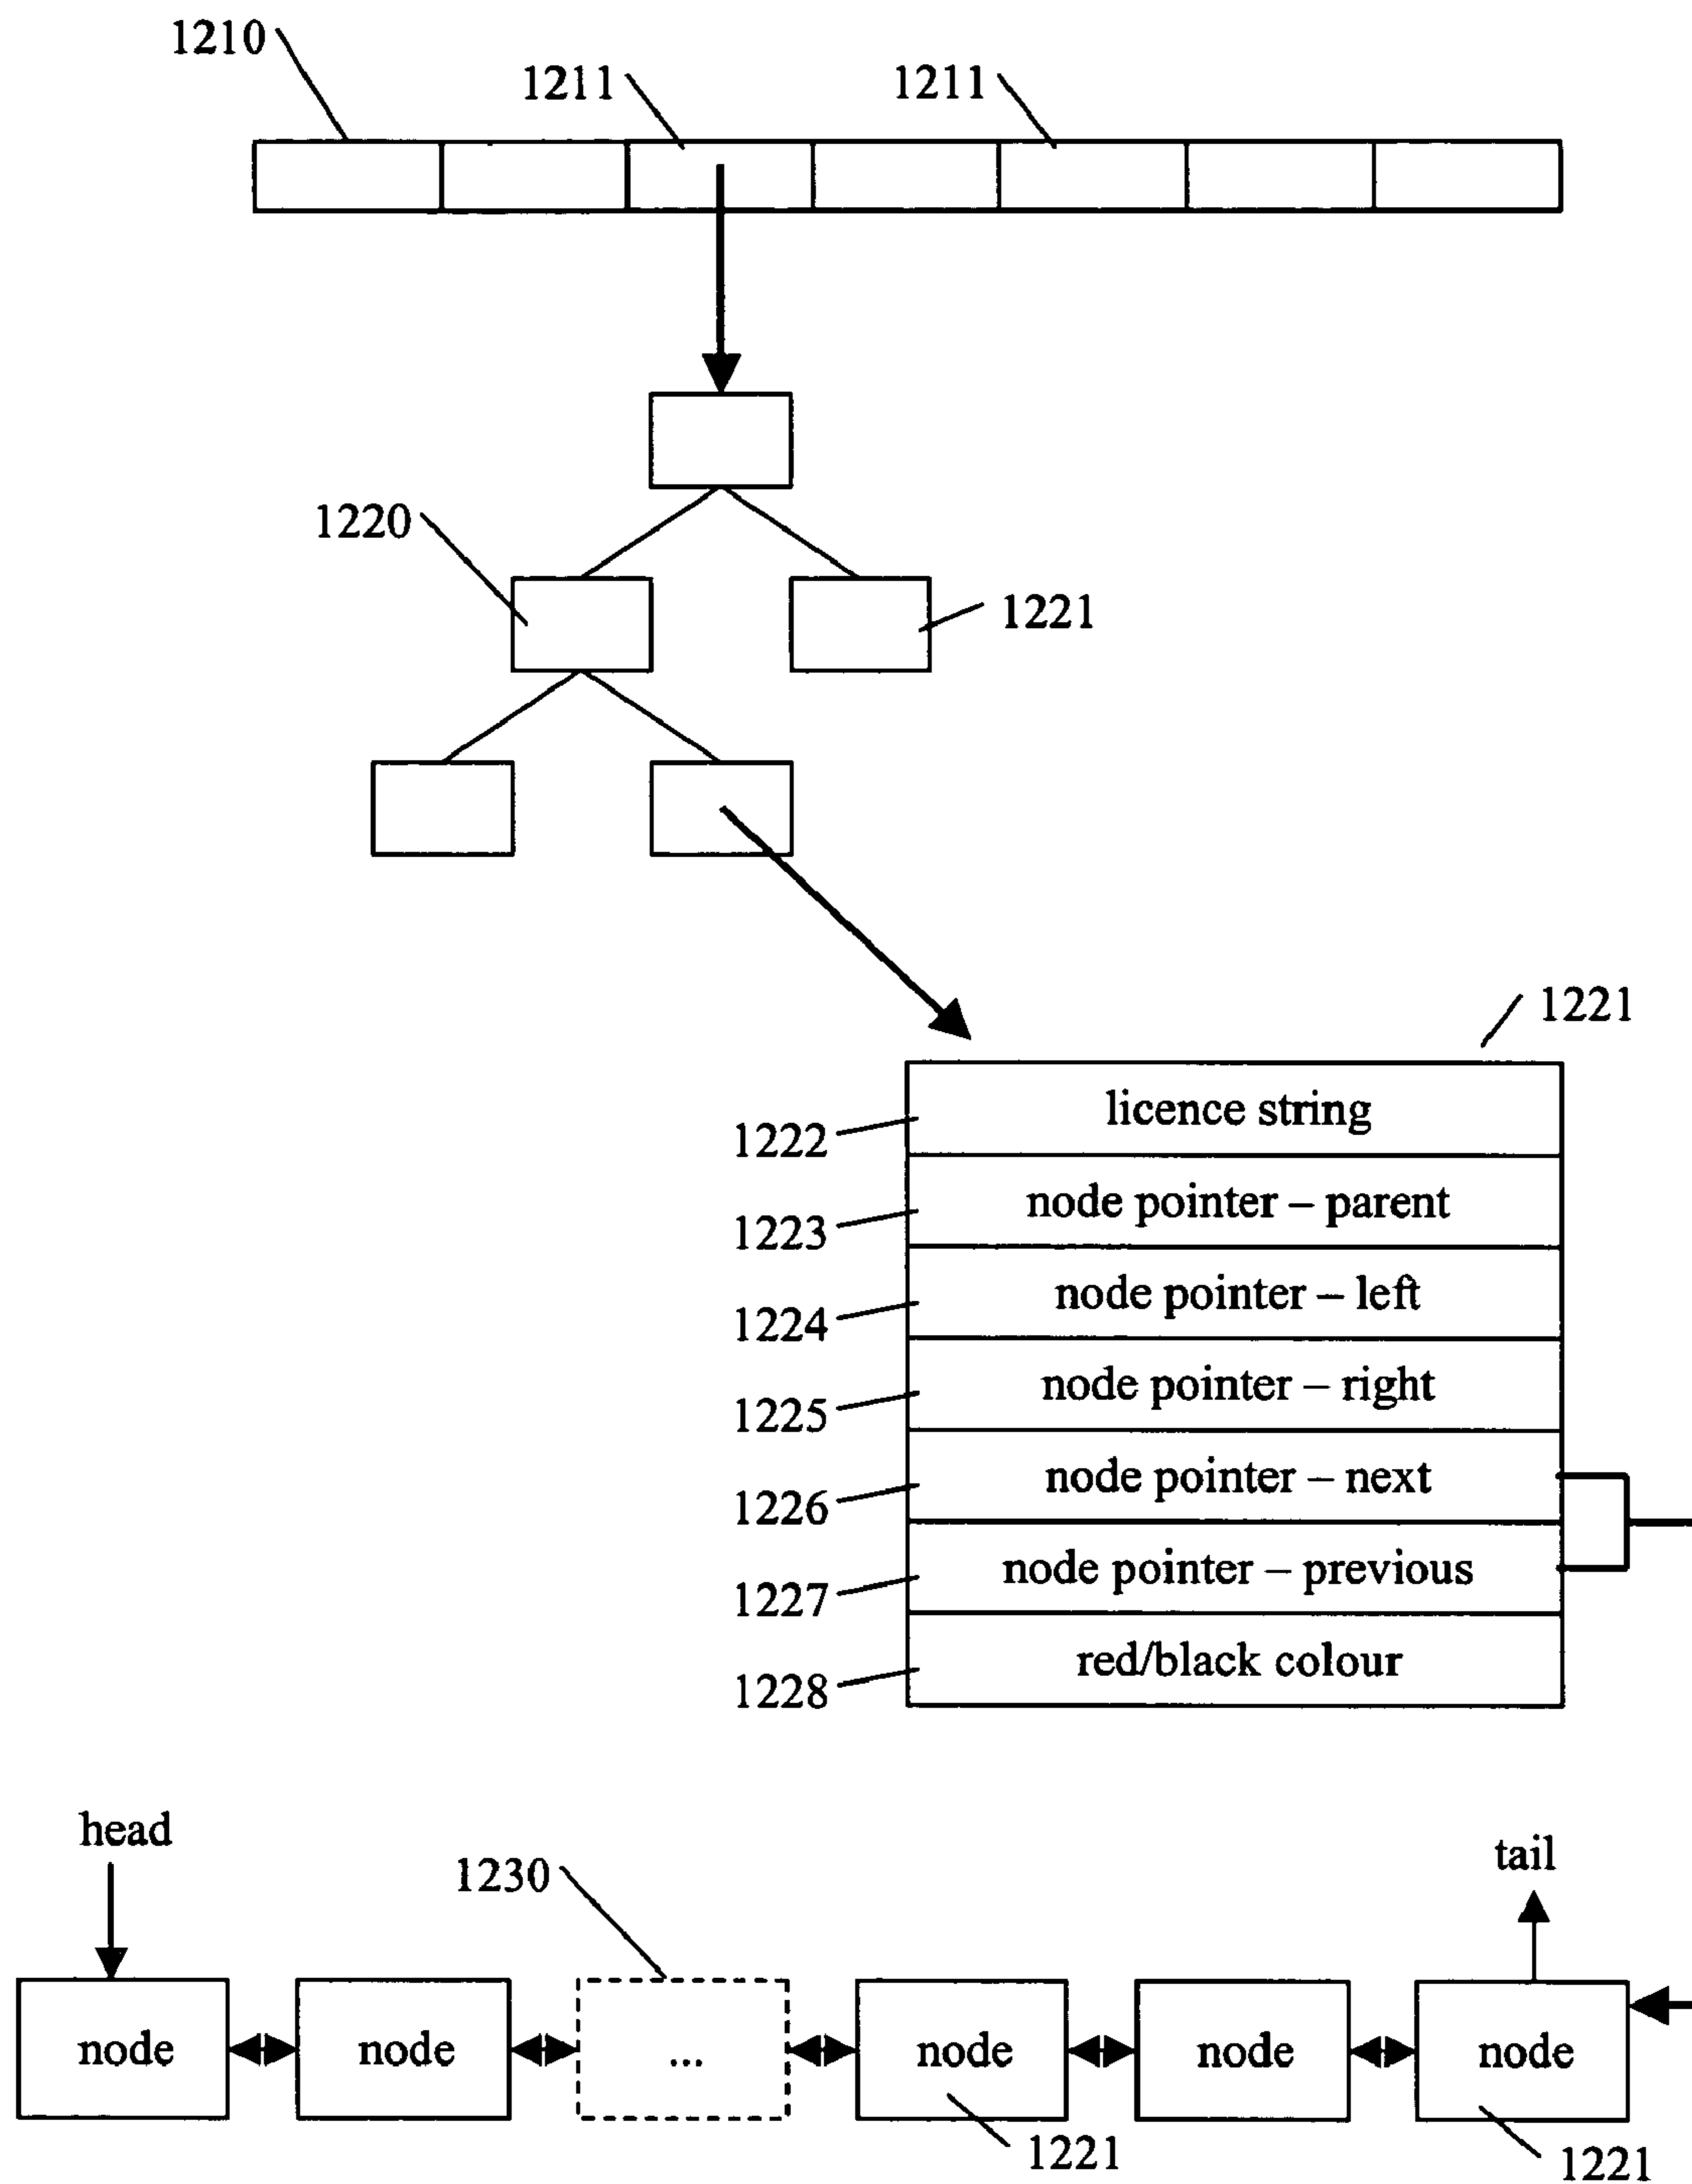 1210
1211
1211
1220
1221
1221
licence string
1222
node pointer – parent
1223
node pointer – left
1224
node pointer – right
1225
node pointer – next
1226
node pointer – previous
1227
red/black colour
1228
head
1230
tail
node
node
...
node
node
node
1221
1221